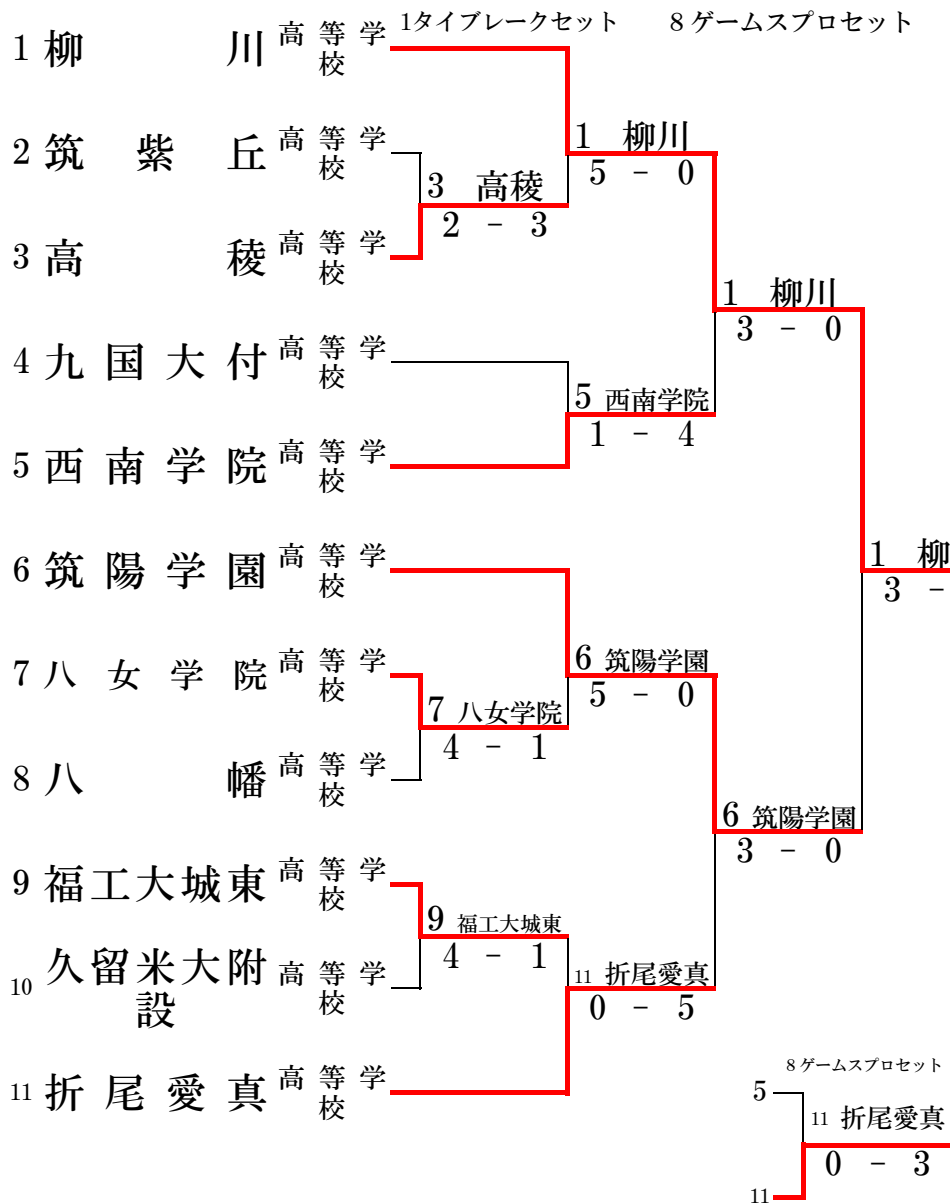 1タイブレークセット 8ゲームスプロセット
1 柳川 高等学校
1 柳川
5 - 0
2 筑紫丘 高等学校
3 高稜
2 - 3
3 高稜 高等学校
1 柳川
3 - 0
4 九国大付 高等学校
5 西南学院
1 - 4
5 西南学院 高等学校
6 筑陽学園 高等学校
1 柳
3 -
7 八女学院 高等学校
6 筑陽学園
5 - 0
7 八女学院
4 - 1
8 八幡 高等学校
6 筑陽学園
3 - 0
9 福工大城東 高等学校
9 福工大城東
4 - 1
10 久留米大附設 高等学校
11 折尾愛真
0 - 5
11 折尾愛真 高等学校
8ゲームスプロセット
5
11 折尾愛真
0 - 3
11